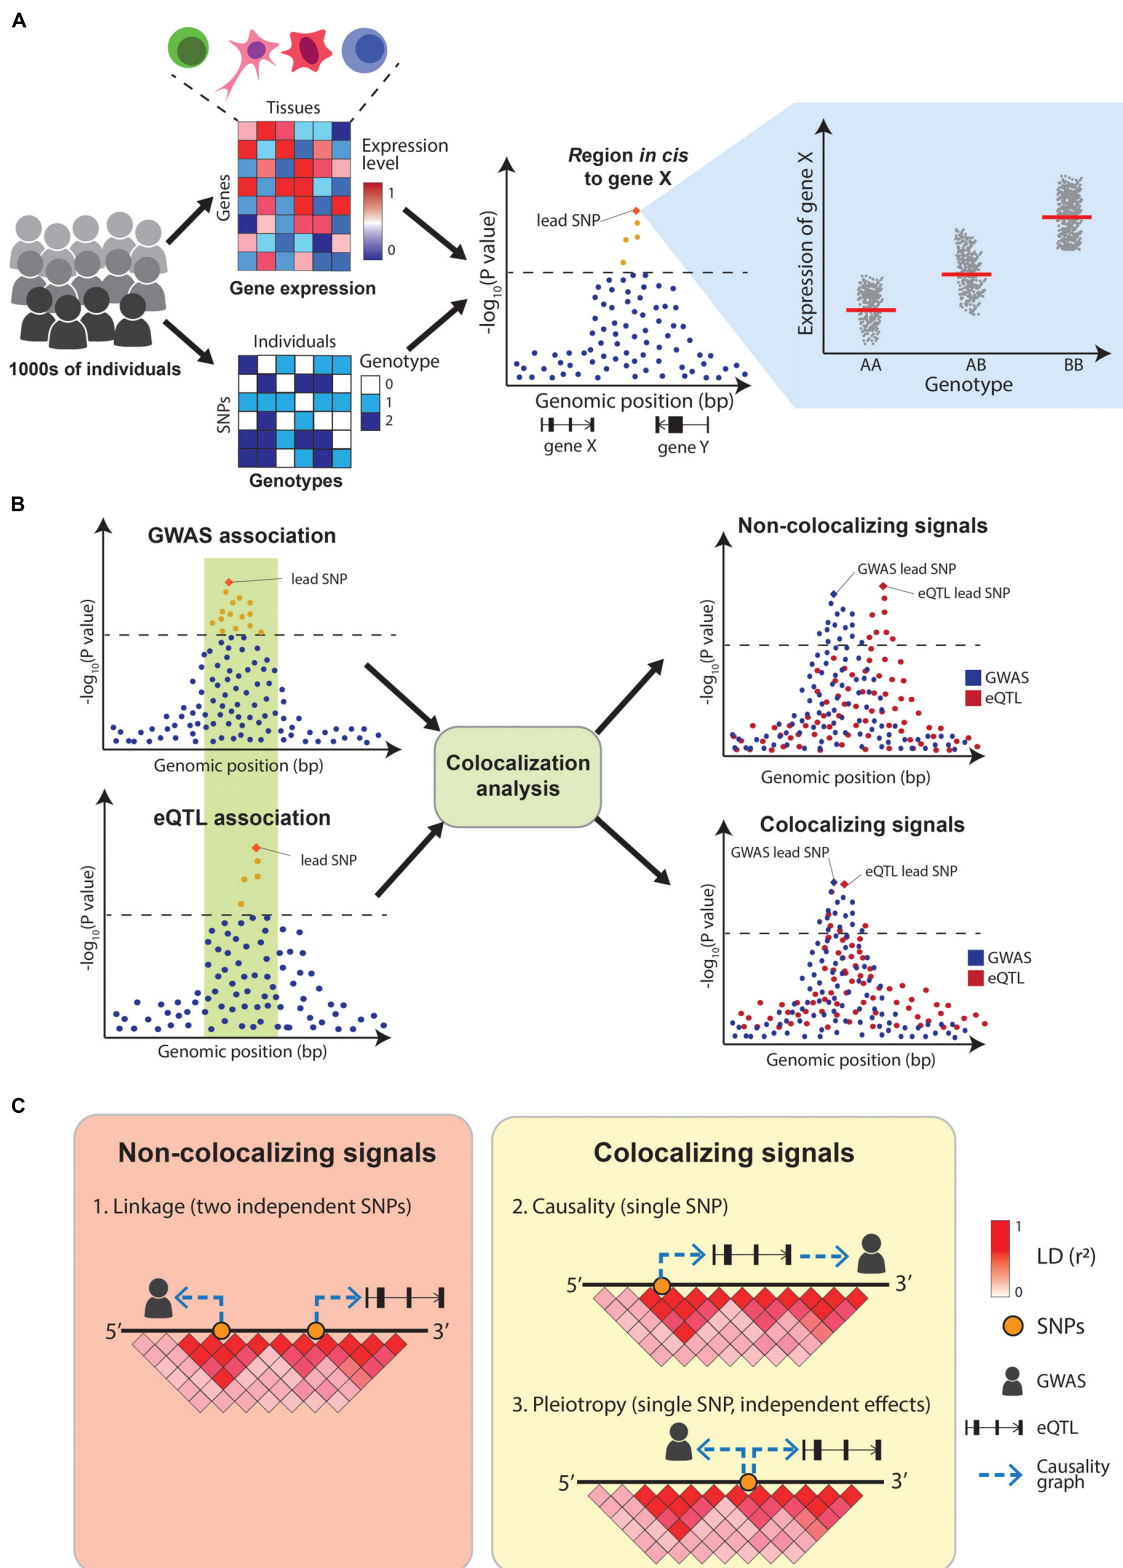 A
Tissues
Genes
Expression
level
1
0
Gene expression
1000s of individuals
Individuals
SNPs
Genotype
0
1
2
Genotypes
Region in cis
to gene X
lead SNP
-log10(P value)
Genomic position (bp)
gene X
gene Y
Expression of gene X
AA
AB
BB
Genotype
B
GWAS association
lead SNP
-log10(P value)
Genomic position (bp)
eQTL association
lead SNP
-log10(P value)
Genomic position (bp)
Colocalization
analysis
Non-colocalizing signals
GWAS lead SNP
eQTL lead SNP
-log10(P value)
GWAS
eQTL
Genomic position (bp)
Colocalizing signals
GWAS lead SNP
eQTL lead SNP
-log10(P value)
GWAS
eQTL
Genomic position (bp)
C
Non-colocalizing signals
1. Linkage (two independent SNPs)
5′
3′
Colocalizing signals
2. Causality (single SNP)
5′
3′
3. Pleiotropy (single SNP, independent effects)
5′
3′
1
0
LD (r²)
SNPs
GWAS
eQTL
Causality
graph